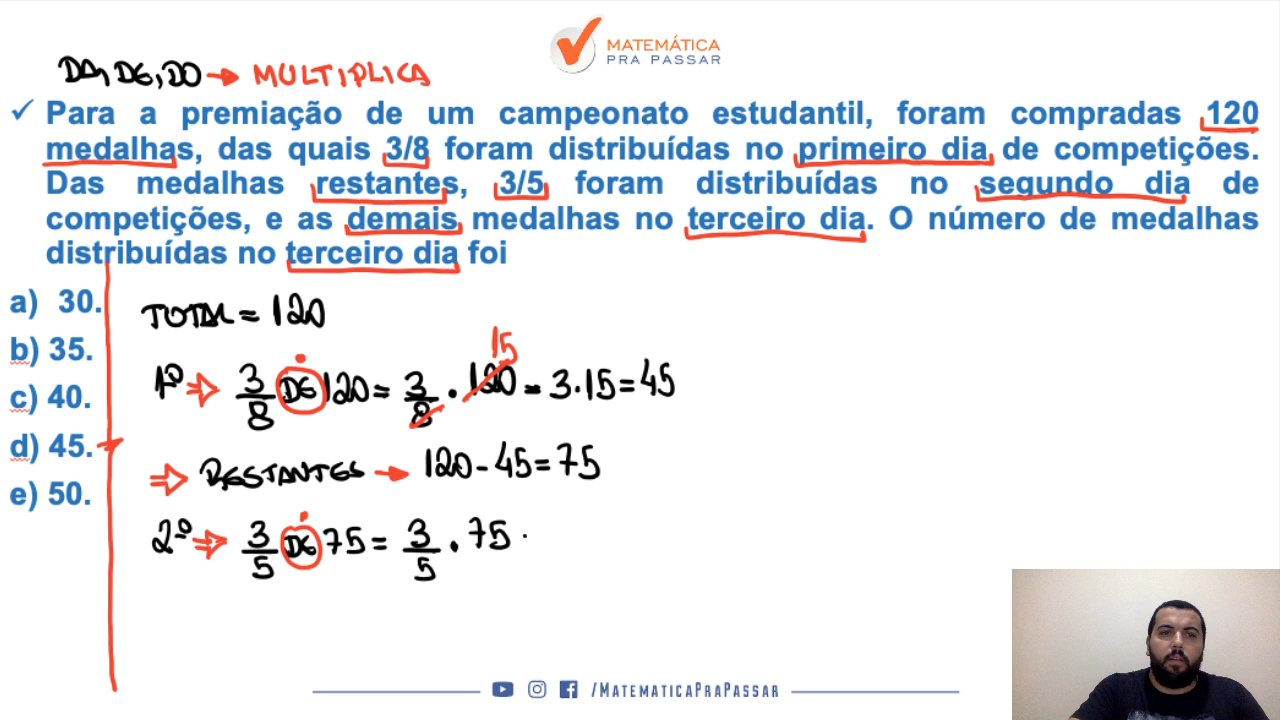 MATEMÁTICA
PRA PASSAR
DA, DE, DO → MULTIPLICA
✓ Para a premiação de um campeonato estudantil, foram compradas 120
medalhas, das quais 3/8 foram distribuídas no primeiro dia de competições.
Das medalhas restantes, 3/5 foram distribuídas no segundo dia de
competições, e as demais medalhas no terceiro dia. O número de medalhas
distribuídas no terceiro dia foi
a) 30.
b) 35.
c) 40.
d) 45.
e) 50.
TOTAL = 120
1º ⇒ 3/8 DE 120 = 3/8 · 120 = 3 · 15 = 45
15
⇒ RESTANTES → 120 - 45 = 75
2º ⇒ 3/5 DE 75 = 3/5 · 75
/MATEMATICAPRAPASSAR